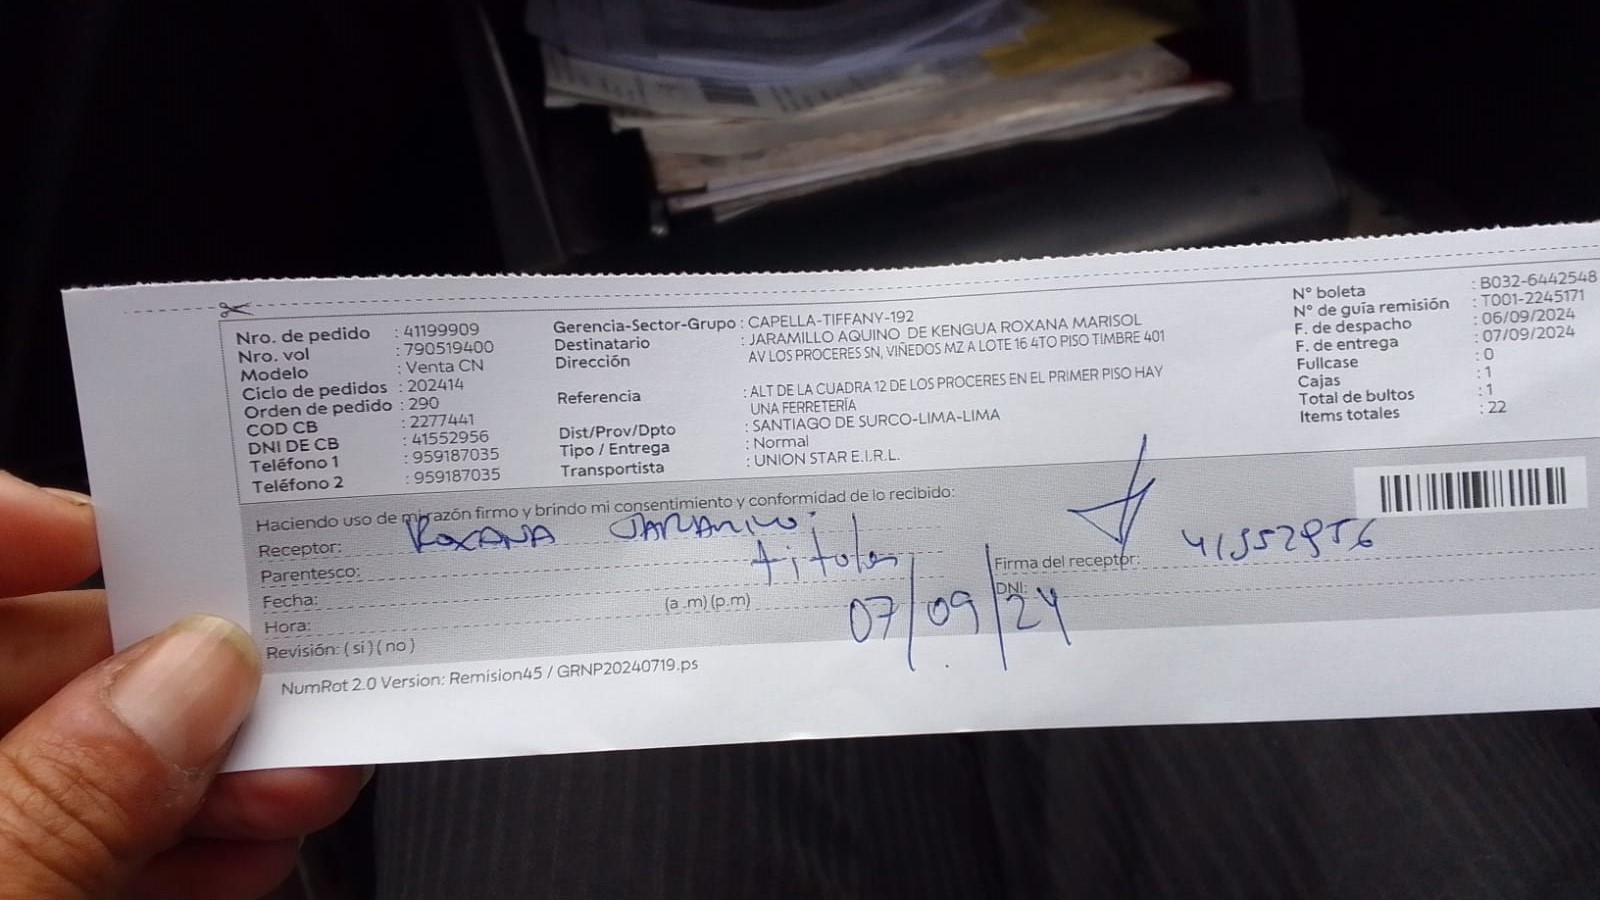 Nro. de pedido : 41199909
Nro. vol : 790519400
Modelo : Venta CN
Ciclo de pedidos : 202414
Orden de pedido : 290
COD CB : 2277441
DNI DE CB : 41552956
Teléfono 1 : 959187035
Teléfono 2 : 959187035
Gerencia-Sector-Grupo : CAPELLA-TIFFANY-192
Destinatario : JARAMILLO AQUINO DE KENGUA ROXANA MARISOL
Dirección AV LOS PROCERES SN, VIÑEDOS MZ A LOTE 16 4TO PISO TIMBRE 401
Referencia : ALT DE LA CUADRA 12 DE LOS PROCERES EN EL PRIMER PISO HAY
UNA FERRETERÍA
Dist/Prov/Dpto : SANTIAGO DE SURCO-LIMA-LIMA
Tipo / Entrega : Normal
Transportista : UNION STAR E.I.R.L.
N° boleta : B032-6442548
N° de guía remisión : T001-2245171
F. de despacho : 06/09/2024
F. de entrega : 07/09/2024
Fullcase : 0
Cajas : 1
Total de bultos : 1
Items totales : 22
Haciendo uso de mi razón firmo y brindo mi consentimiento y conformidad de lo recibido:
Receptor: ROXANA JARAMILLO
Parentesco: titular
Fecha: 07/09/24
Hora: (a .m) (p.m)
Revisión: ( si ) ( no )
Firma del receptor: 41552956
DNI:
NumRot 2.0 Version: Remision45 / GRNP20240719.ps